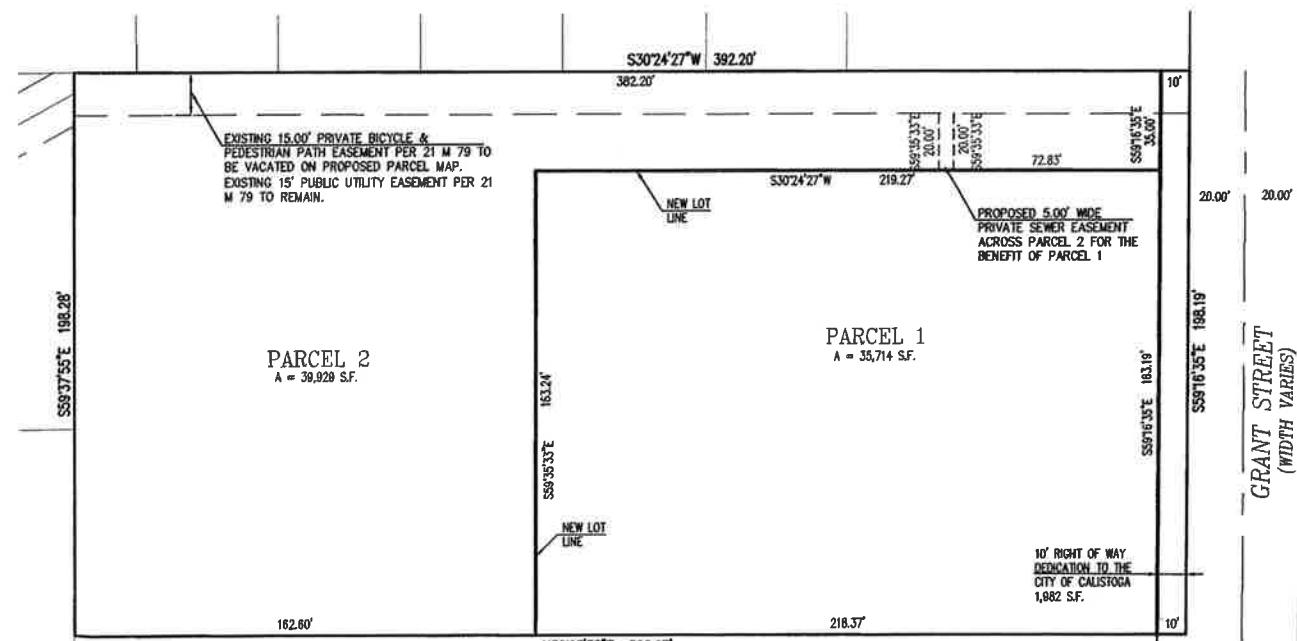 S30°24'27"W 392.20'
382.20'
10'
EXISTING 15.00' PRIVATE BICYCLE &
PEDESTRIAN PATH EASEMENT PER 21 M 79 TO
BE VACATED ON PROPOSED PARCEL MAP.
EXISTING 15' PUBLIC UTILITY EASEMENT PER 21
M 79 TO REMAIN.
S59°35'33"E
20.00'
20.00'
S59°35'33"E
72.83'
S59°16'35"E
35.00'
S30°24'27"W 219.27'
NEW LOT
LINE
PROPOSED 5.00' WIDE
PRIVATE SEWER EASEMENT
ACROSS PARCEL 2 FOR THE
BENEFIT OF PARCEL 1
20.00'
20.00'
S59°37'55"E 198.28'
PARCEL 2
A = 39,929 S.F.
S59°35'33"E 163.24'
PARCEL 1
A = 35,714 S.F.
S59°16'35"E 163.19'
S59°16'35"E 198.19'
GRANT STREET
(WIDTH VARIES)
NEW LOT
LINE
10' RIGHT OF WAY
DEDICATION TO THE
CITY OF CALISTOGA
1,982 S.F.
162.60'
218.37'
10'